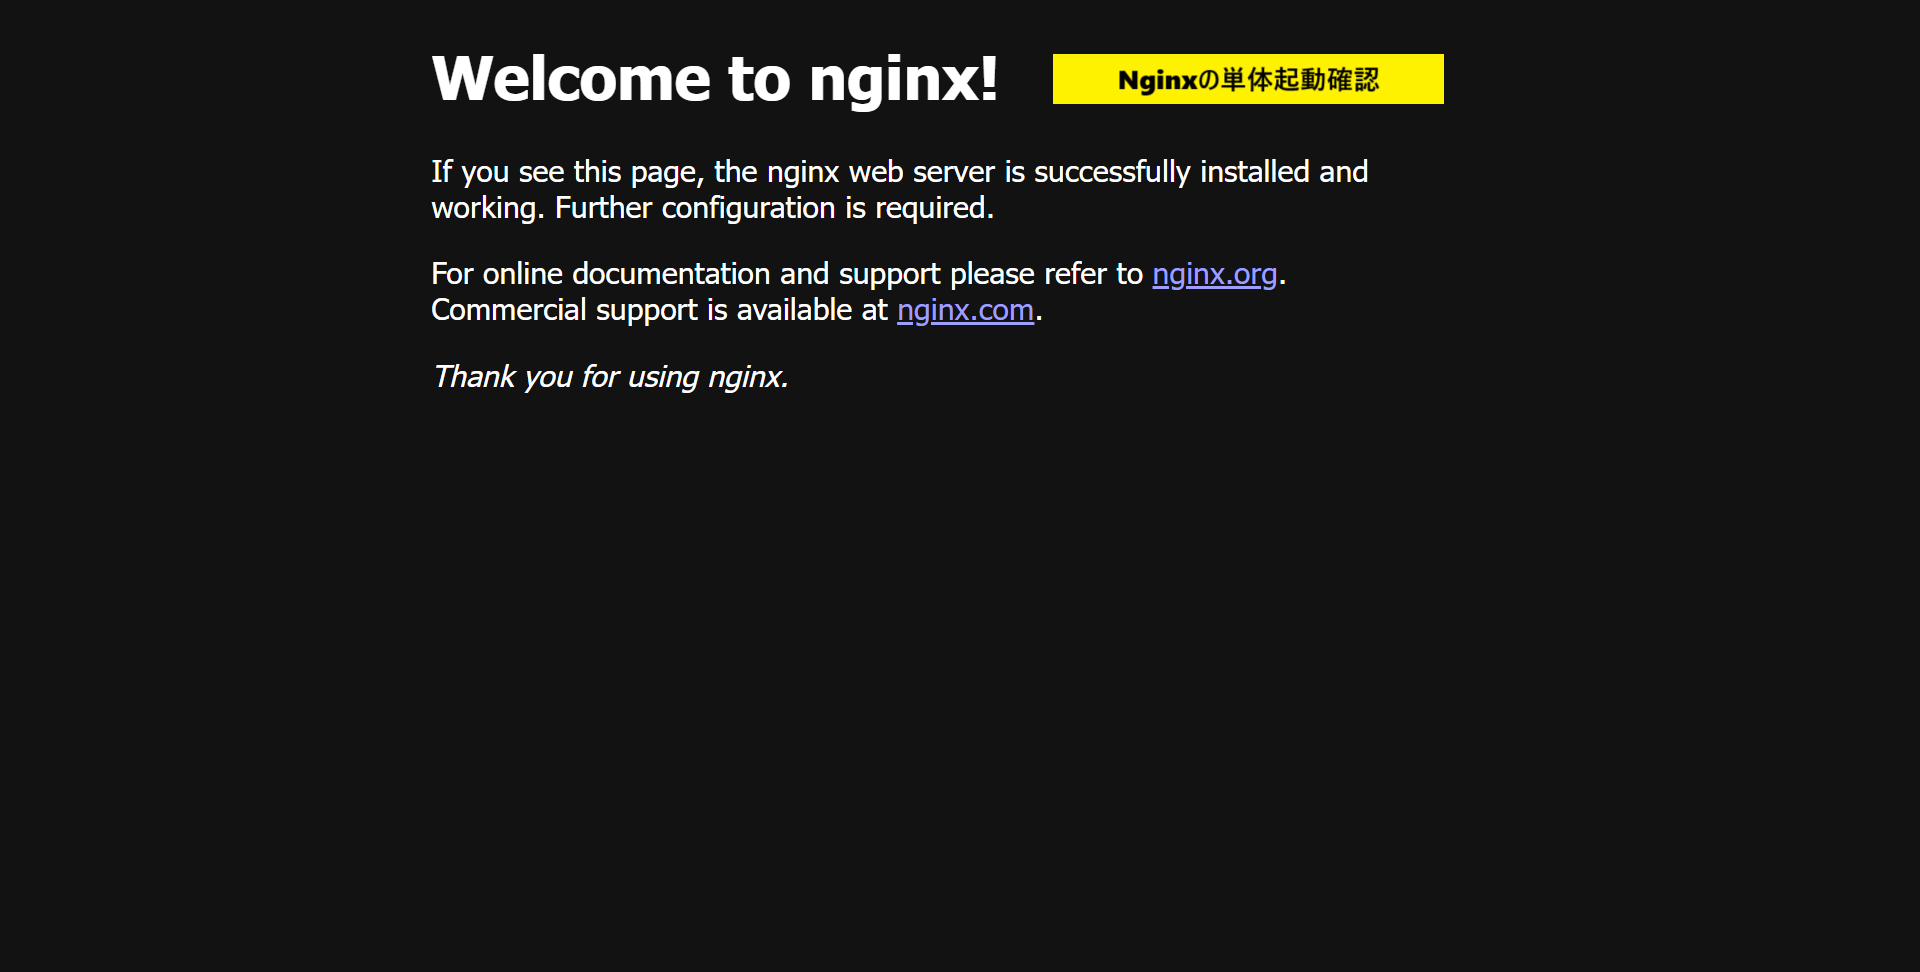 Welcome to nginx!
Nginxの単体起動確認
If you see this page, the nginx web server is successfully installed and
working. Further configuration is required.
For online documentation and support please refer to nginx.org.
Commercial support is available at nginx.com.
Thank you for using nginx.